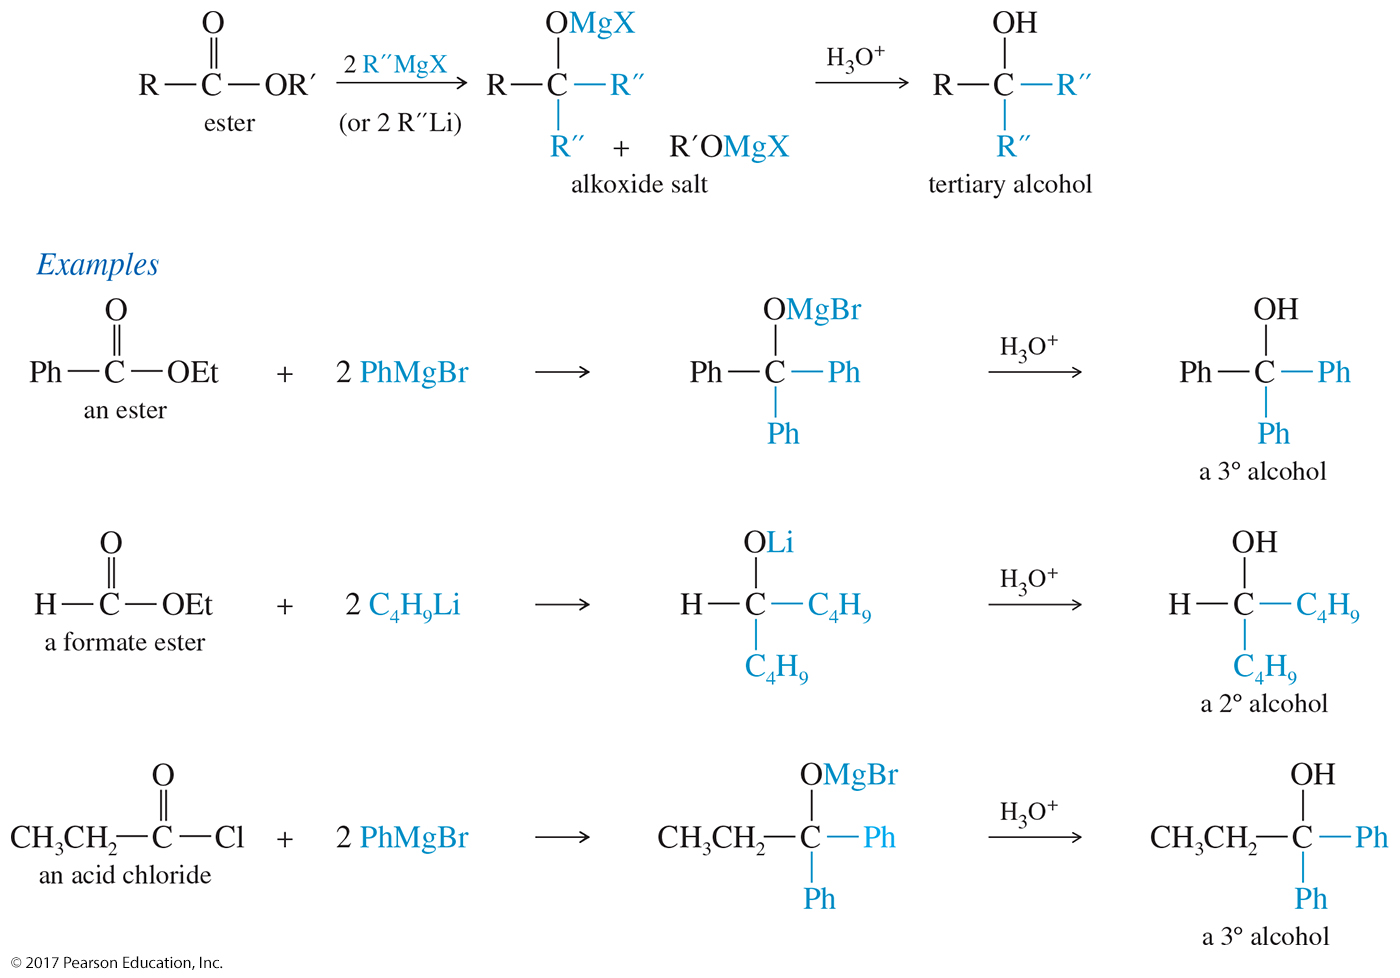 O OMgX OH
R—C—OR′ 2 R″MgX R—C—R″ H₃O⁺ R—C—R″
ester (or 2 R″Li) R″ + R′OMgX R″
alkoxide salt tertiary alcohol
Examples
O OMgBr OH
Ph—C—OEt + 2 PhMgBr Ph—C—Ph H₃O⁺ Ph—C—Ph
an ester Ph Ph
a 3° alcohol
O OLi OH
H—C—OEt + 2 C₄H₉Li H—C—C₄H₉ H₃O⁺ H—C—C₄H₉
a formate ester C₄H₉ C₄H₉
a 2° alcohol
O OMgBr OH
CH₃CH₂—C—Cl + 2 PhMgBr CH₃CH₂—C—Ph H₃O⁺ CH₃CH₂—C—Ph
an acid chloride Ph Ph
a 3° alcohol
© 2017 Pearson Education, Inc.